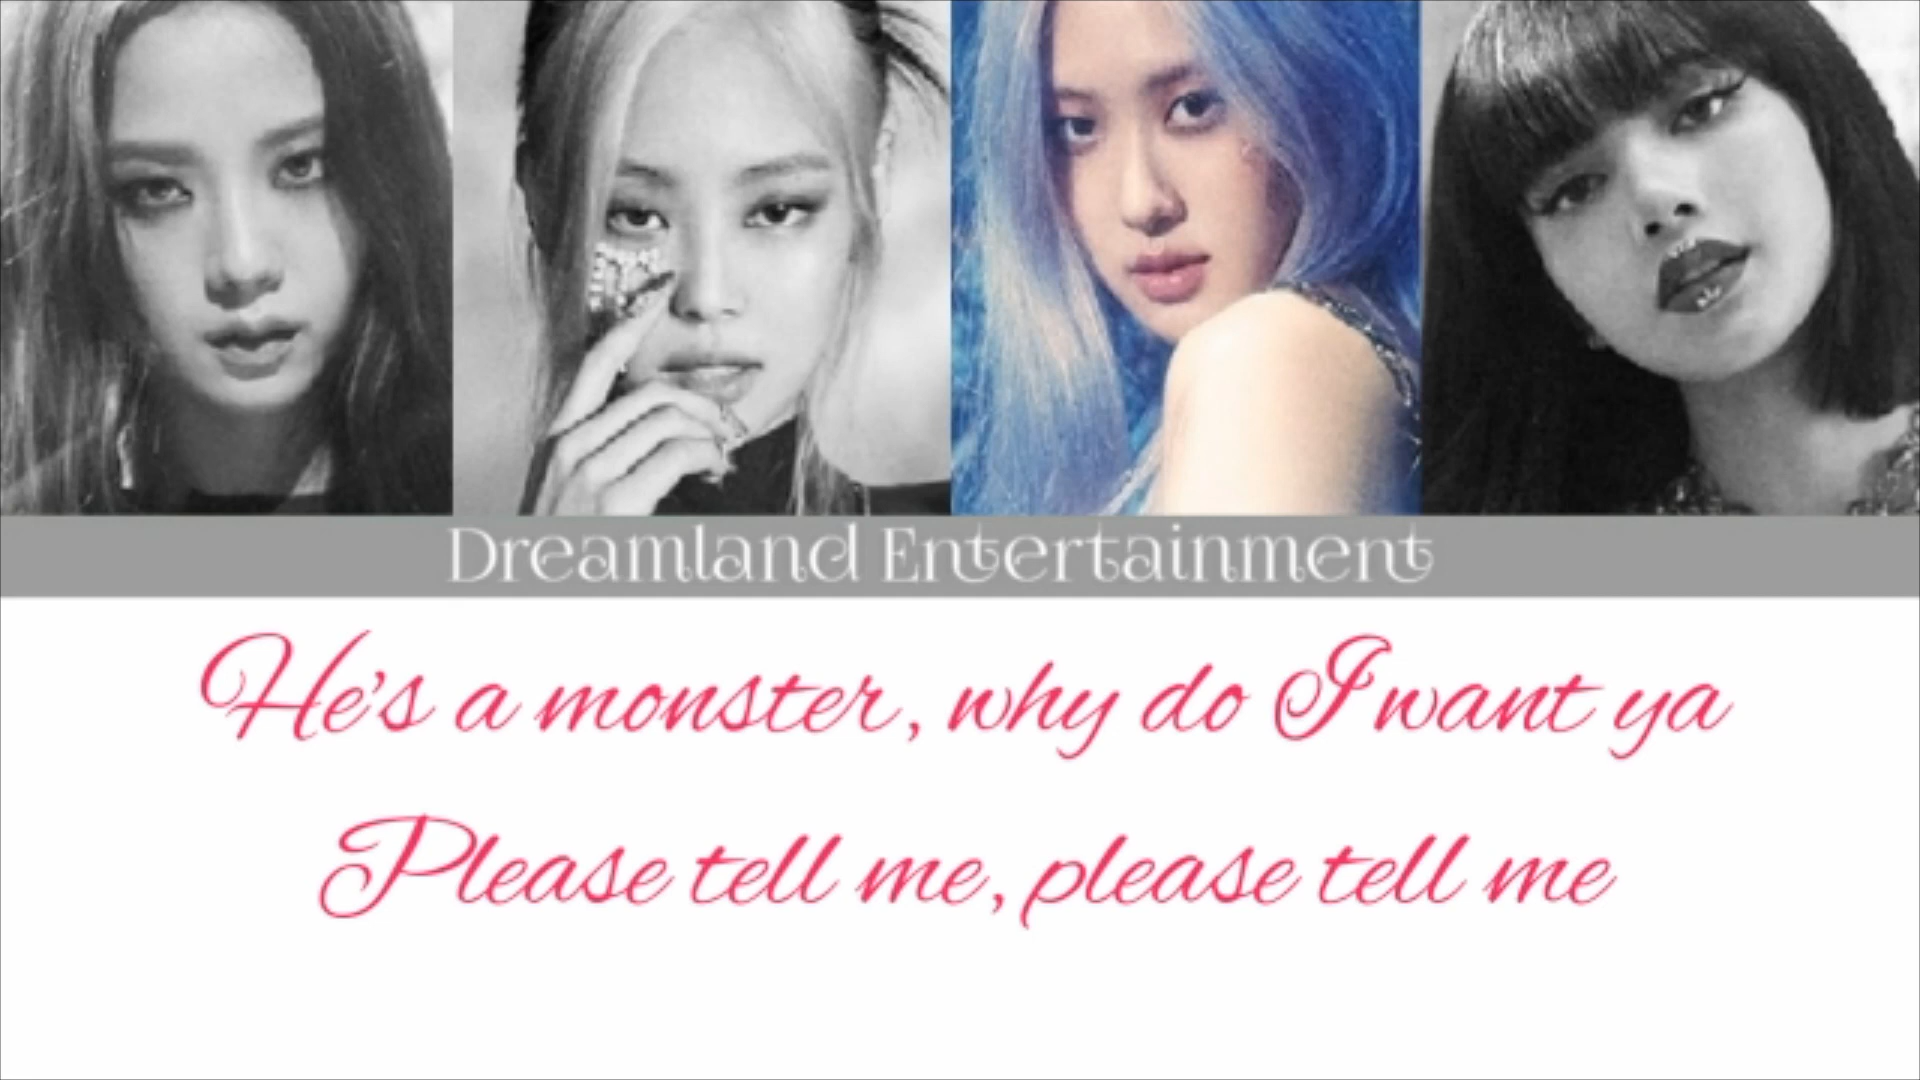 Dreamland Entertainment
He's a monster, why do I want ya
Please tell me, please tell me